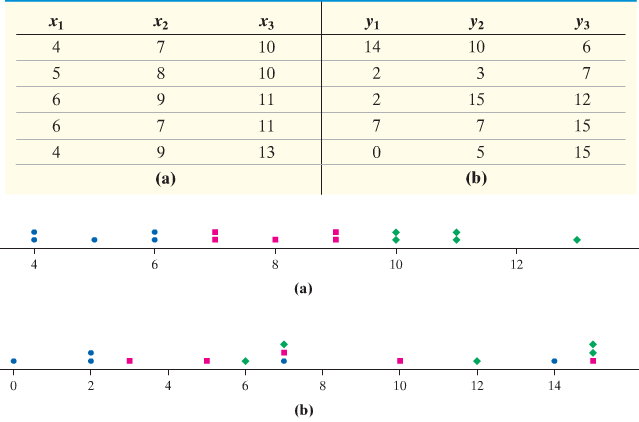 x1 x2 x3 y1 y2 y3
4 7 10 14 10 6
5 8 10 2 3 7
6 9 11 2 15 12
6 7 11 7 7 15
4 9 13 0 5 15
(a) (b)
4 6 8 10 12
(a)
0 2 4 6 8 10 12 14
(b)